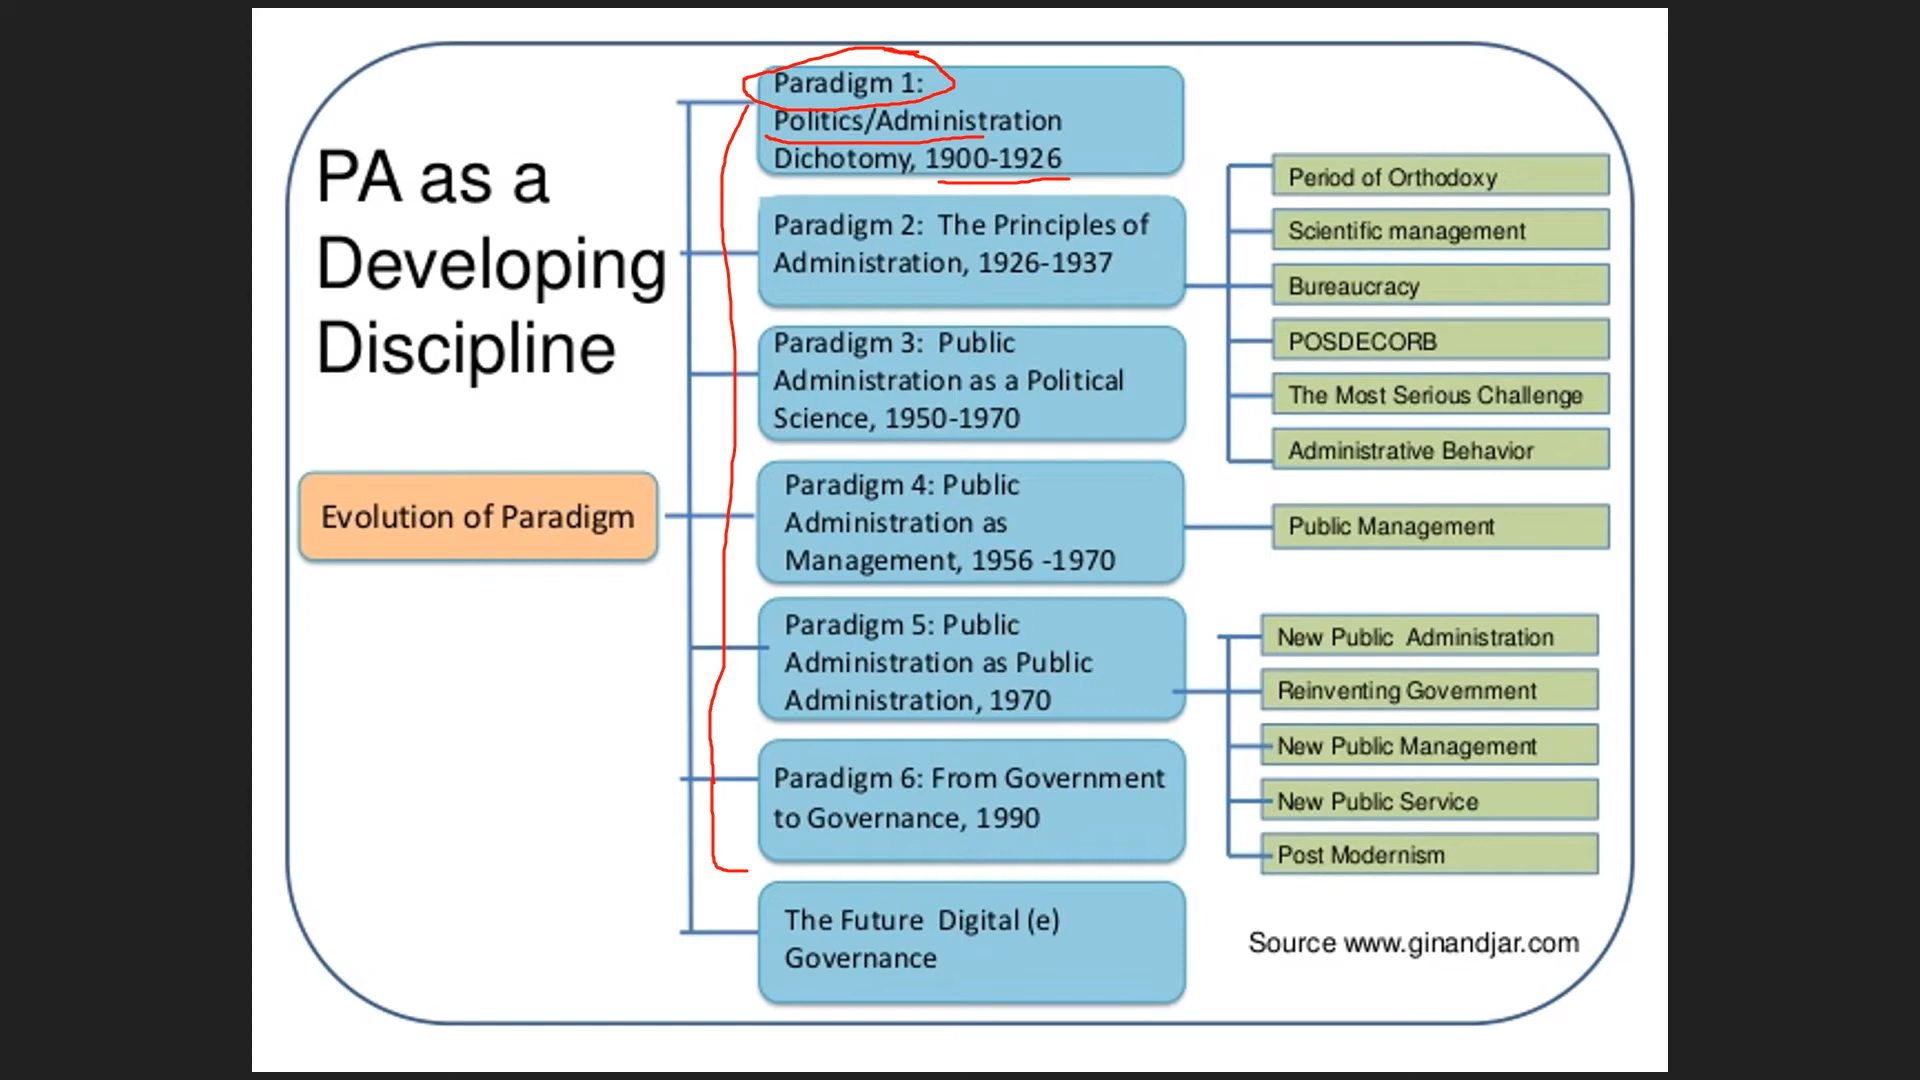 PA as a
Developing
Discipline
Evolution of Paradigm
Paradigm 1:
Politics/Administration
Dichotomy, 1900-1926
Paradigm 2:  The Principles of
Administration, 1926-1937
Paradigm 3:  Public
Administration as a Political
Science, 1950-1970
Paradigm 4: Public
Administration as
Management, 1956 -1970
Paradigm 5: Public
Administration as Public
Administration, 1970
Paradigm 6: From Government
to Governance, 1990
The Future  Digital (e)
Governance
Period of Orthodoxy
Scientific management
Bureaucracy
POSDECORB
The Most Serious Challenge
Administrative Behavior
Public Management
New Public  Administration
Reinventing Government
New Public Management
New Public Service
Post Modernism
Source www.ginandjar.com